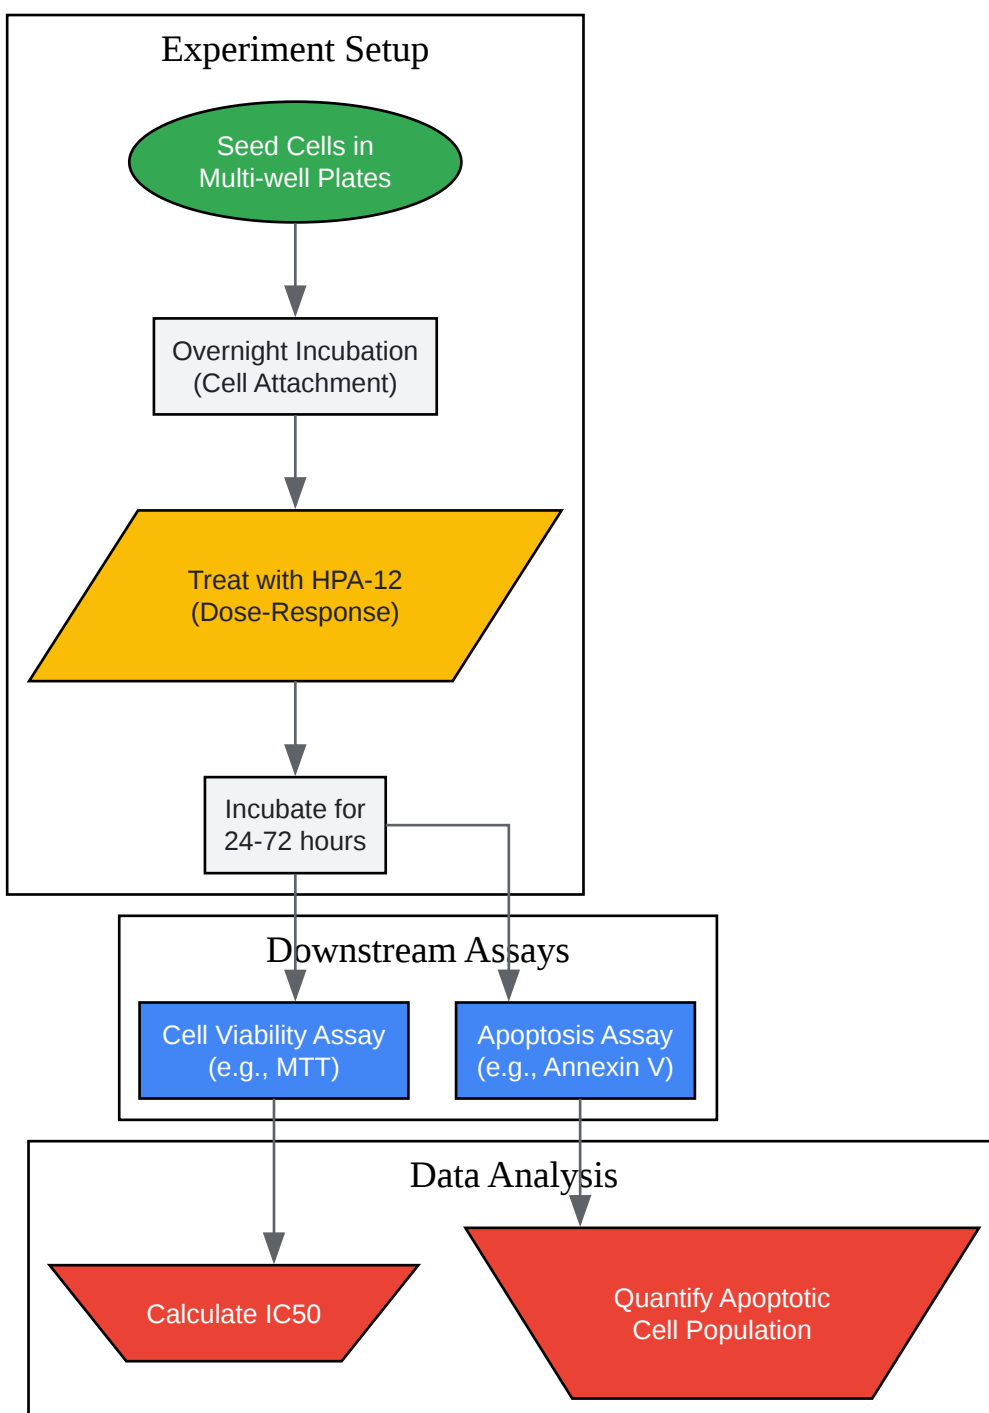 Experiment Setup
Seed Cells in
Multi-well Plates
Overnight Incubation
(Cell Attachment)
Treat with HPA-12
(Dose-Response)
Incubate for
24-72 hours
Downstream Assays
Cell Viability Assay
(e.g., MTT)
Apoptosis Assay
(e.g., Annexin V)
Data Analysis
Calculate IC50
Quantify Apoptotic
Cell Population